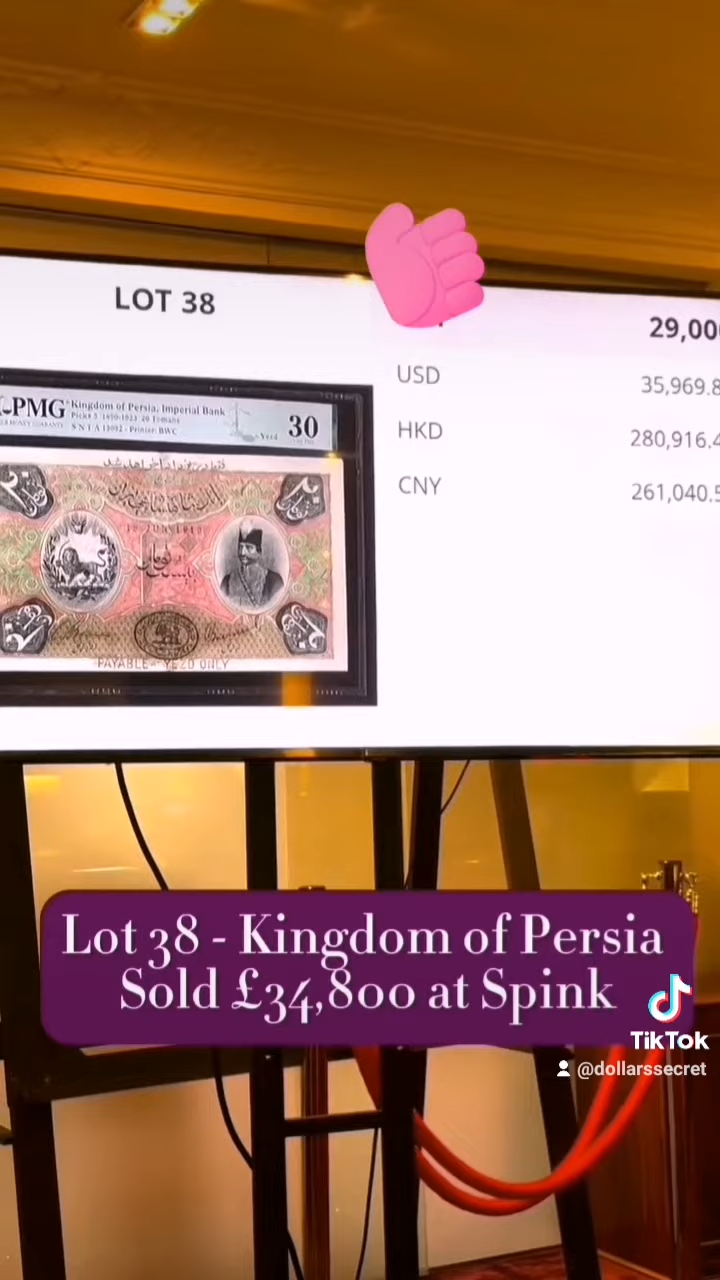 LOT 38
29,00
USD
35,969.8
HKD
280,916.4
CNY
261,040.5
PMG
Kingdom of Persia, Imperial Bank
30
PAYABLE YEZD ONLY
Lot 38 - Kingdom of Persia
Sold £34,800 at Spink
TikTok
@dollarssecret